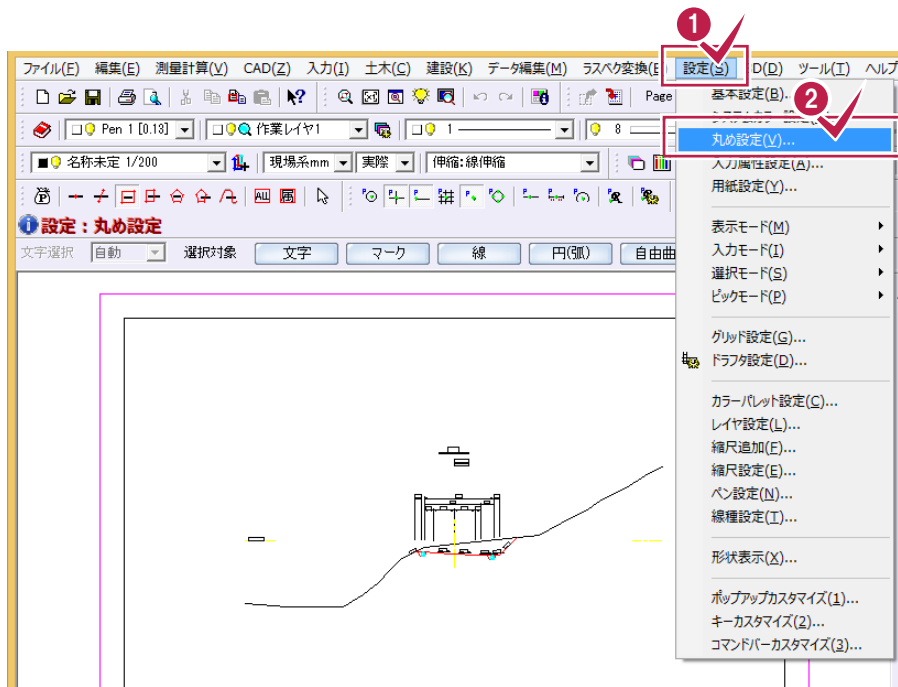 1
ファイル(F) 編集(E) 測量計算(V) CAD(Z) 入力(I) 土木(C) 建設(K) データ編集(M) ラスベク変換( 設定(S) D(D) ツール(T) ヘルプ
Page
Pen 1 [0.13] 作業レイヤ1 1 8
名称未定 1/200 現場系mm 実際 伸縮:線伸縮
ALL 属
設定：丸め設定
文字選択 自動 選択対象 文字 マーク 線 円(弧) 自由曲
基本設定(B)...
2
丸め設定(V)...
入力属性設定(A)...
用紙設定(Y)...
表示モード(M)
入力モード(I)
選択モード(S)
ピックモード(P)
グリッド設定(G)...
ドラフタ設定(D)...
カラーパレット設定(C)...
レイヤ設定(L)...
縮尺追加(F)...
縮尺設定(E)...
ペン設定(N)...
線種設定(T)...
形状表示(X)...
ポップアップカスタマイズ(1)...
キーカスタマイズ(2)...
コマンドバーカスタマイズ(3)...